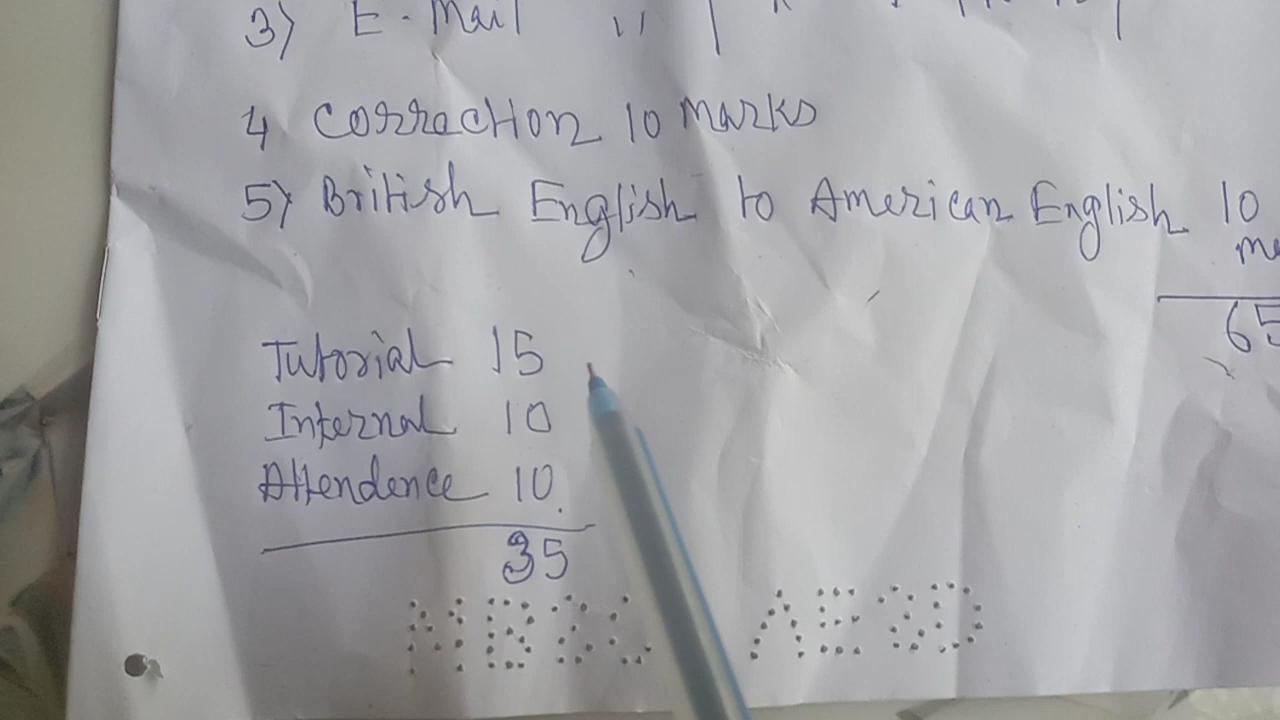 3) E-Mail ,,
4 Correction 10 Marks
5) British English to American English 10
65
Tutorial 15
Internal 10
Attendence 10
35